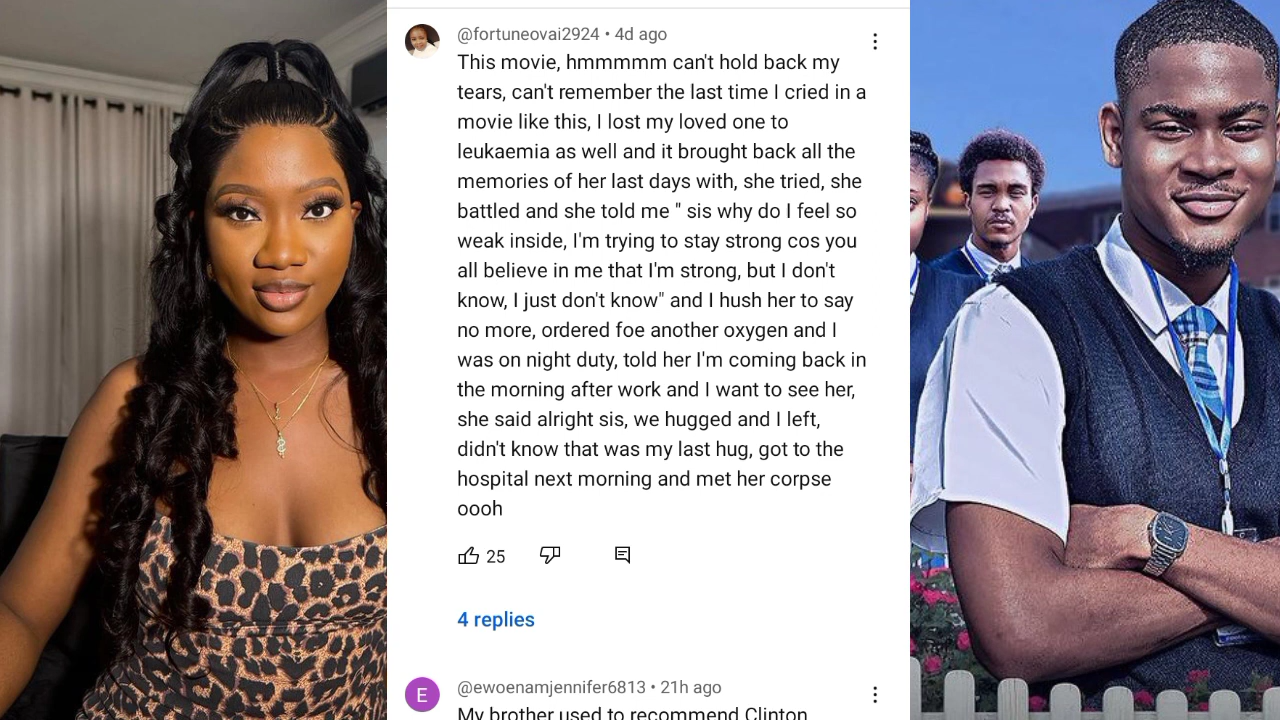 @fortuneovai2924 • 4d ago
This movie, hmmmmm can't hold back my
tears, can't remember the last time I cried in a
movie like this, I lost my loved one to
leukaemia as well and it brought back all the
memories of her last days with, she tried, she
battled and she told me " sis why do I feel so
weak inside, I'm trying to stay strong cos you
all believe in me that I'm strong, but I don't
know, I just don't know" and I hush her to say
no more, ordered foe another oxygen and I
was on night duty, told her I'm coming back in
the morning after work and I want to see her,
she said alright sis, we hugged and I left,
didn't know that was my last hug, got to the
hospital next morning and met her corpse
oooh
25
4 replies
E
@ewoenamjennifer6813 • 21h ago
My brother used to recommend Clinton